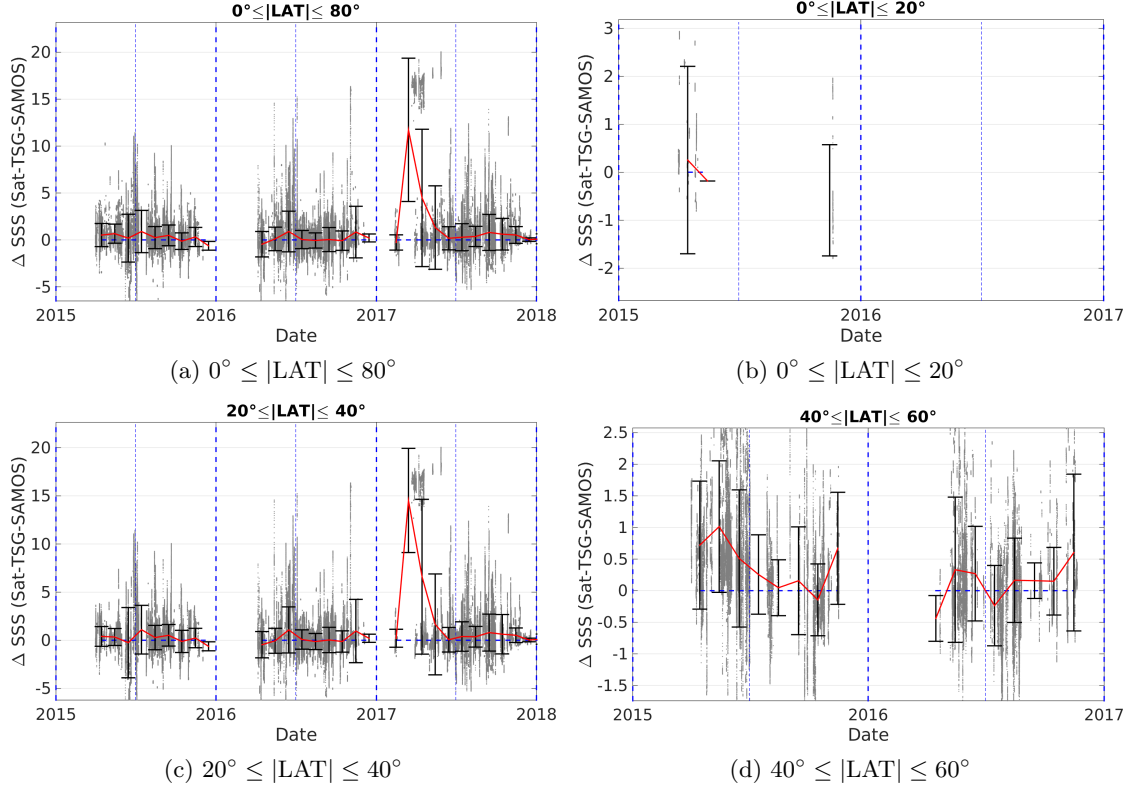 0°≤|LAT|≤ 80°
Δ SSS (Sat-TSG-SAMOS)
20
15
10
5
0
-5
2015
2016
2017
2018
Date
(a) 0° ≤ |LAT| ≤ 80°
0°≤|LAT|≤ 20°
Δ SSS (Sat-TSG-SAMOS)
3
2
1
0
-1
-2
2015
2016
2017
Date
(b) 0° ≤ |LAT| ≤ 20°
20°≤|LAT|≤ 40°
Δ SSS (Sat-TSG-SAMOS)
20
15
10
5
0
-5
2015
2016
2017
2018
Date
(c) 20° ≤ |LAT| ≤ 40°
40°≤|LAT|≤ 60°
Δ SSS (Sat-TSG-SAMOS)
2.5
2
1.5
1
0.5
0
-0.5
-1
-1.5
2015
2016
2017
Date
(d) 40° ≤ |LAT| ≤ 60°